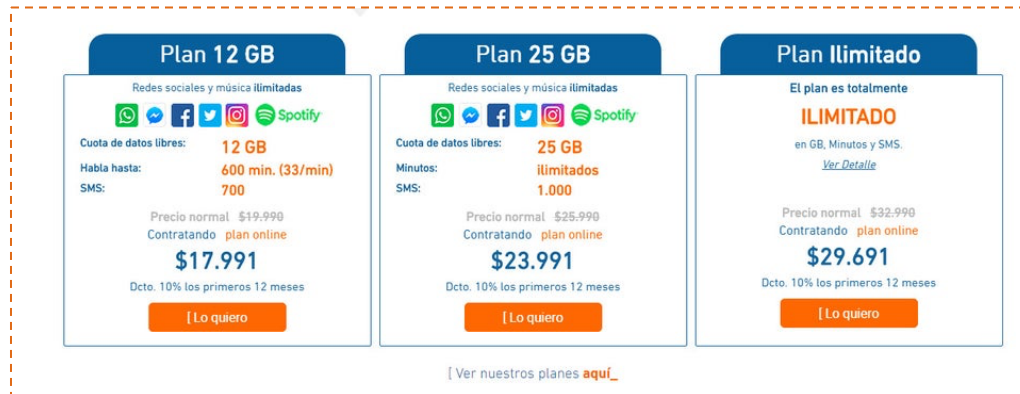 Plan 12 GB
Redes sociales y música ilimitadas
Spotify
Cuota de datos libres: 12 GB
Habla hasta: 600 min. (33/min)
SMS: 700
Precio normal $19.990
Contratando plan online
$17.991
Dcto. 10% los primeros 12 meses
[ Lo quiero
Plan 25 GB
Redes sociales y música ilimitadas
Spotify
Cuota de datos libres: 25 GB
Minutos: ilimitados
SMS: 1.000
Precio normal $25.990
Contratando plan online
$23.991
Dcto. 10% los primeros 12 meses
[ Lo quiero
Plan Ilimitado
El plan es totalmente
ILIMITADO
en GB, Minutos y SMS.
Ver Detalle
Precio normal $32.990
Contratando plan online
$29.691
Dcto. 10% los primeros 12 meses
[ Lo quiero
[ Ver nuestros planes aquí_